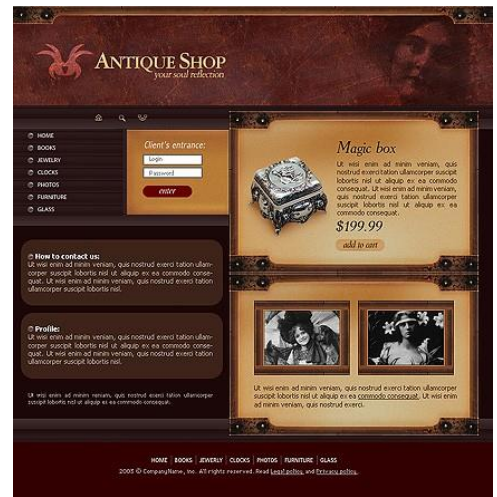 ANTIQUE SHOP
your soul reflection
HOME
BOOKS
JEWELRY
CLOCKS
PHOTOS
FURNITURE
GLASS
Client's entrance:
Login
Password
enter
Magic box
Ut wisi enim ad minim veniam, quis
nostrud exerci tation ullamcorper suscipit
lobortis nisl ut aliquip ex ea commodo
consequat. Ut wisi enim ad minim veniam,
quis nostrud exerci tation ullamcorper
suscipit lobortis nisl ut aliquip ex ea
commodo consequat.
$199.99
add to cart
How to contact us:
Ut wisi enim ad minim veniam, quis nostrud exerci tation ullam-
corper suscipit lobortis nisl ut aliquip ex ea commodo conse-
quat. Ut wisi enim ad minim veniam, quis nostrud exerci tation
ullamcorper suscipit lobortis nisl.
Profile:
Ut wisi enim ad minim veniam, quis nostrud exerci tation ullam-
corper suscipit lobortis nisl ut aliquip ex ea commodo conse-
quat. Ut wisi enim ad minim veniam, quis nostrud exerci tation
ullamcorper suscipit lobortis nisl.
Ut wisi enim ad minim veniam, quis nostrud exerci tation ullamcorper
suscipit lobortis nisl ut aliquip ex ea commodo consequat.
Ut wisi enim ad minim veniam, quis nostrud exerci tation ullamcorper
suscipit lobortis nisl ut aliquip ex ea commodo consequat. Ut wisi enim
ad minim veniam, quis nostrud exerci.
HOME | BOOKS | JEWERLY | CLOCKS | PHOTOS | FURNITURE | GLASS
2005 © CompanyName, Inc. All rights reserved. Read Legal policy and Privacy policy.